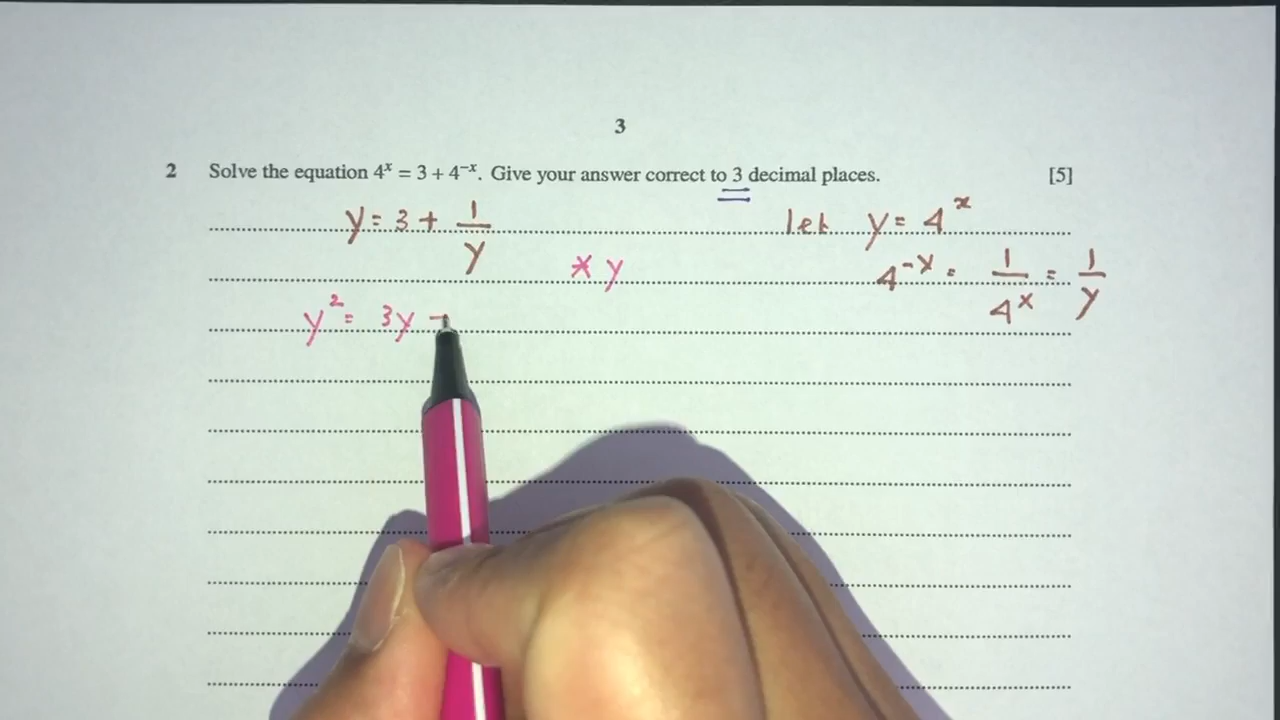 3
2 Solve the equation 4ˣ = 3 + 4⁻ˣ. Give your answer correct to 3 decimal places. [5]
y = 3 + 1/y
let y = 4ˣ
* y
4⁻ˣ = 1/4ˣ = 1/y
y² = 3y